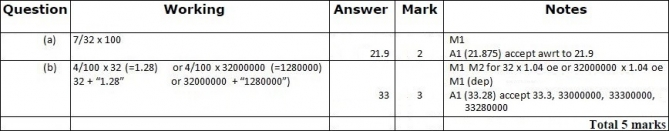 Question Working Answer Mark Notes
(a) 7/32 x 100 M1
21.9 2 A1 (21.875) accept awrt to 21.9
(b) 4/100 x 32 (=1.28) or 4/100 x 32000000 (=1280000) M1 M2 for 32 x 1.04 oe or 32000000 x 1.04 oe
32 + “1.28” or 32000000 + “1280000”) M1 (dep)
33 3 A1 (33.28) accept 33.3, 33000000, 33300000,
33280000
Total 5 marks